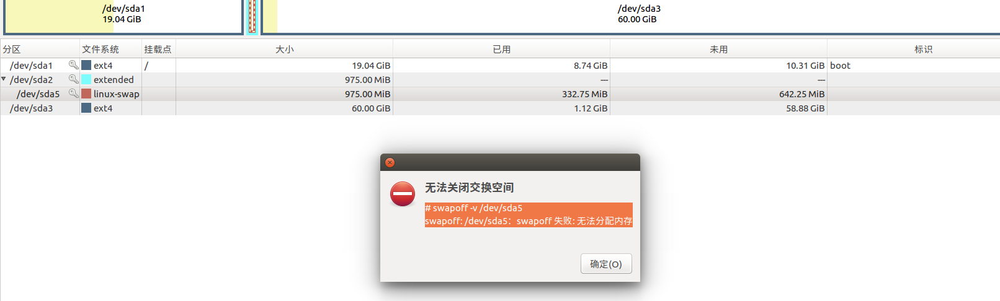 /dev/sda1 /dev/sda3
19.04 GiB 60.00 GiB
分区 文件系统 挂载点 大小 已用 未用 标识
/dev/sda1 ext4 / 19.04 GiB 8.74 GiB 10.31 GiB boot
/dev/sda2 extended 975.00 MiB --- ---
/dev/sda5 linux-swap 975.00 MiB 332.75 MiB 642.25 MiB
/dev/sda3 ext4 60.00 GiB 1.12 GiB 58.88 GiB
无法关闭交换空间
# swapoff -v /dev/sda5
swapoff: /dev/sda5：swapoff 失败: 无法分配内存
确定(O)